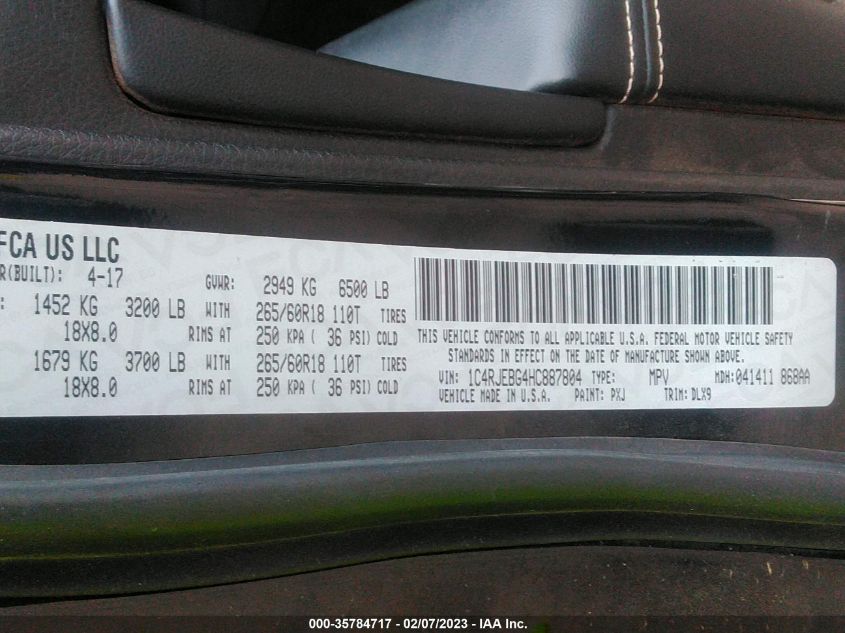 FCA US LLC
R(BUILT): 4-17
GVWR: 2949 KG 6500 LB
: 1452 KG 3200 LB WITH 265/60R18 110T TIRES
18X8.0 RIMS AT 250 KPA ( 36 PSI) COLD
1679 KG 3700 LB WITH 265/60R18 110T TIRES
18X8.0 RIMS AT 250 KPA ( 36 PSI) COLD
THIS VEHICLE CONFORMS TO ALL APPLICABLE U.S.A. FEDERAL MOTOR VEHICLE SAFETY
STANDARDS IN EFFECT ON THE DATE OF MANUFACTURE SHOWN ABOVE.
VIN: 1C4RJEBG4HC887804 TYPE: MPV MDH: 041411 868AA
VEHICLE MADE IN U.S.A. PAINT: PXJ TRIM: DLX9
000-35784717 - 02/07/2023 - IAA Inc.